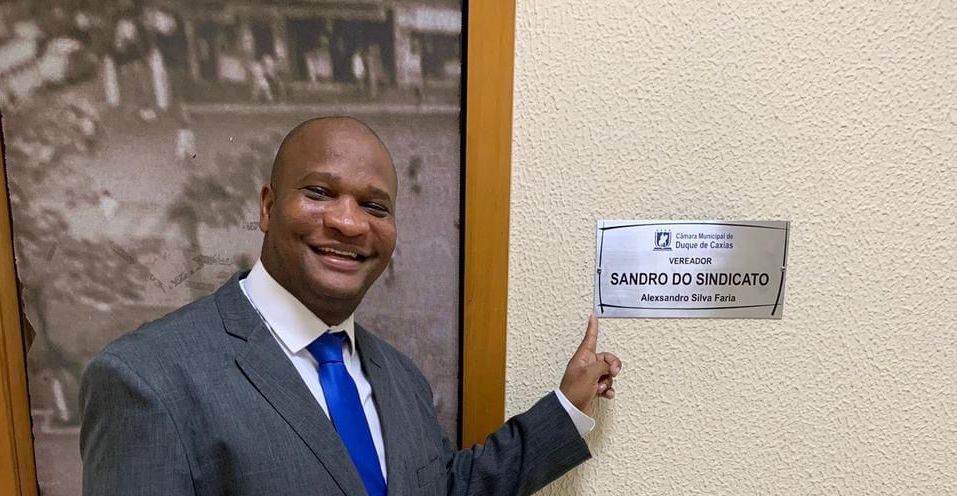 Câmara Municipal de
Duque de Caxias
VEREADOR
SANDRO DO SINDICATO
Alexsandro Silva Faria